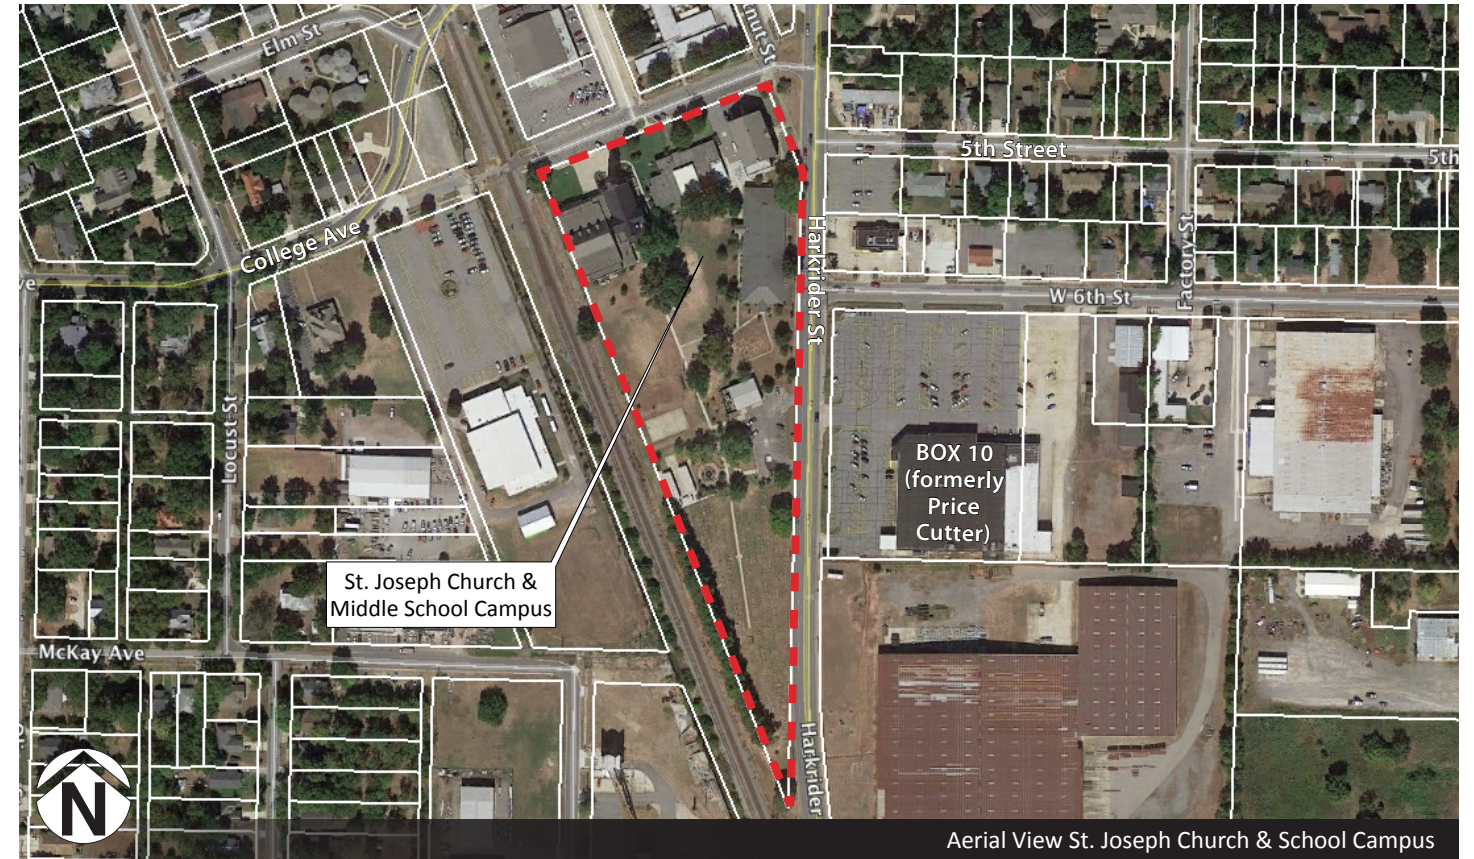 Elm St
nut St
5th Street
5th
College Ave
ve
Harkrider St
Factory St
W 6th St
Locust St
BOX 10
(formerly
Price
Cutter)
St. Joseph Church &
Middle School Campus
McKay Ave
Harkrider
N
Aerial View St. Joseph Church & School Campus